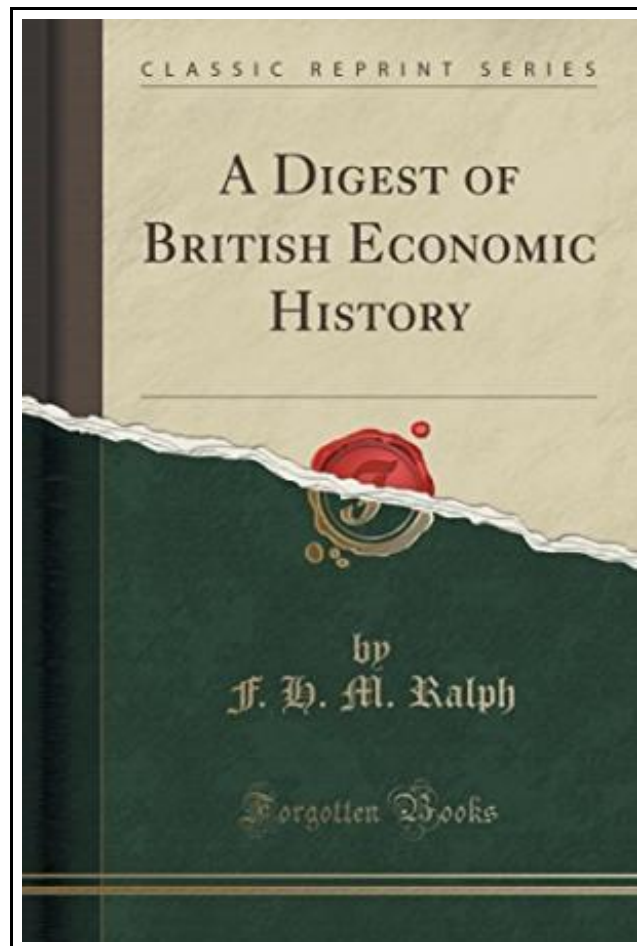 CLASSIC REPRINT SERIES
A DIGEST OF
BRITISH ECONOMIC
HISTORY
by
F. H. M. Ralph
Forgotten Books